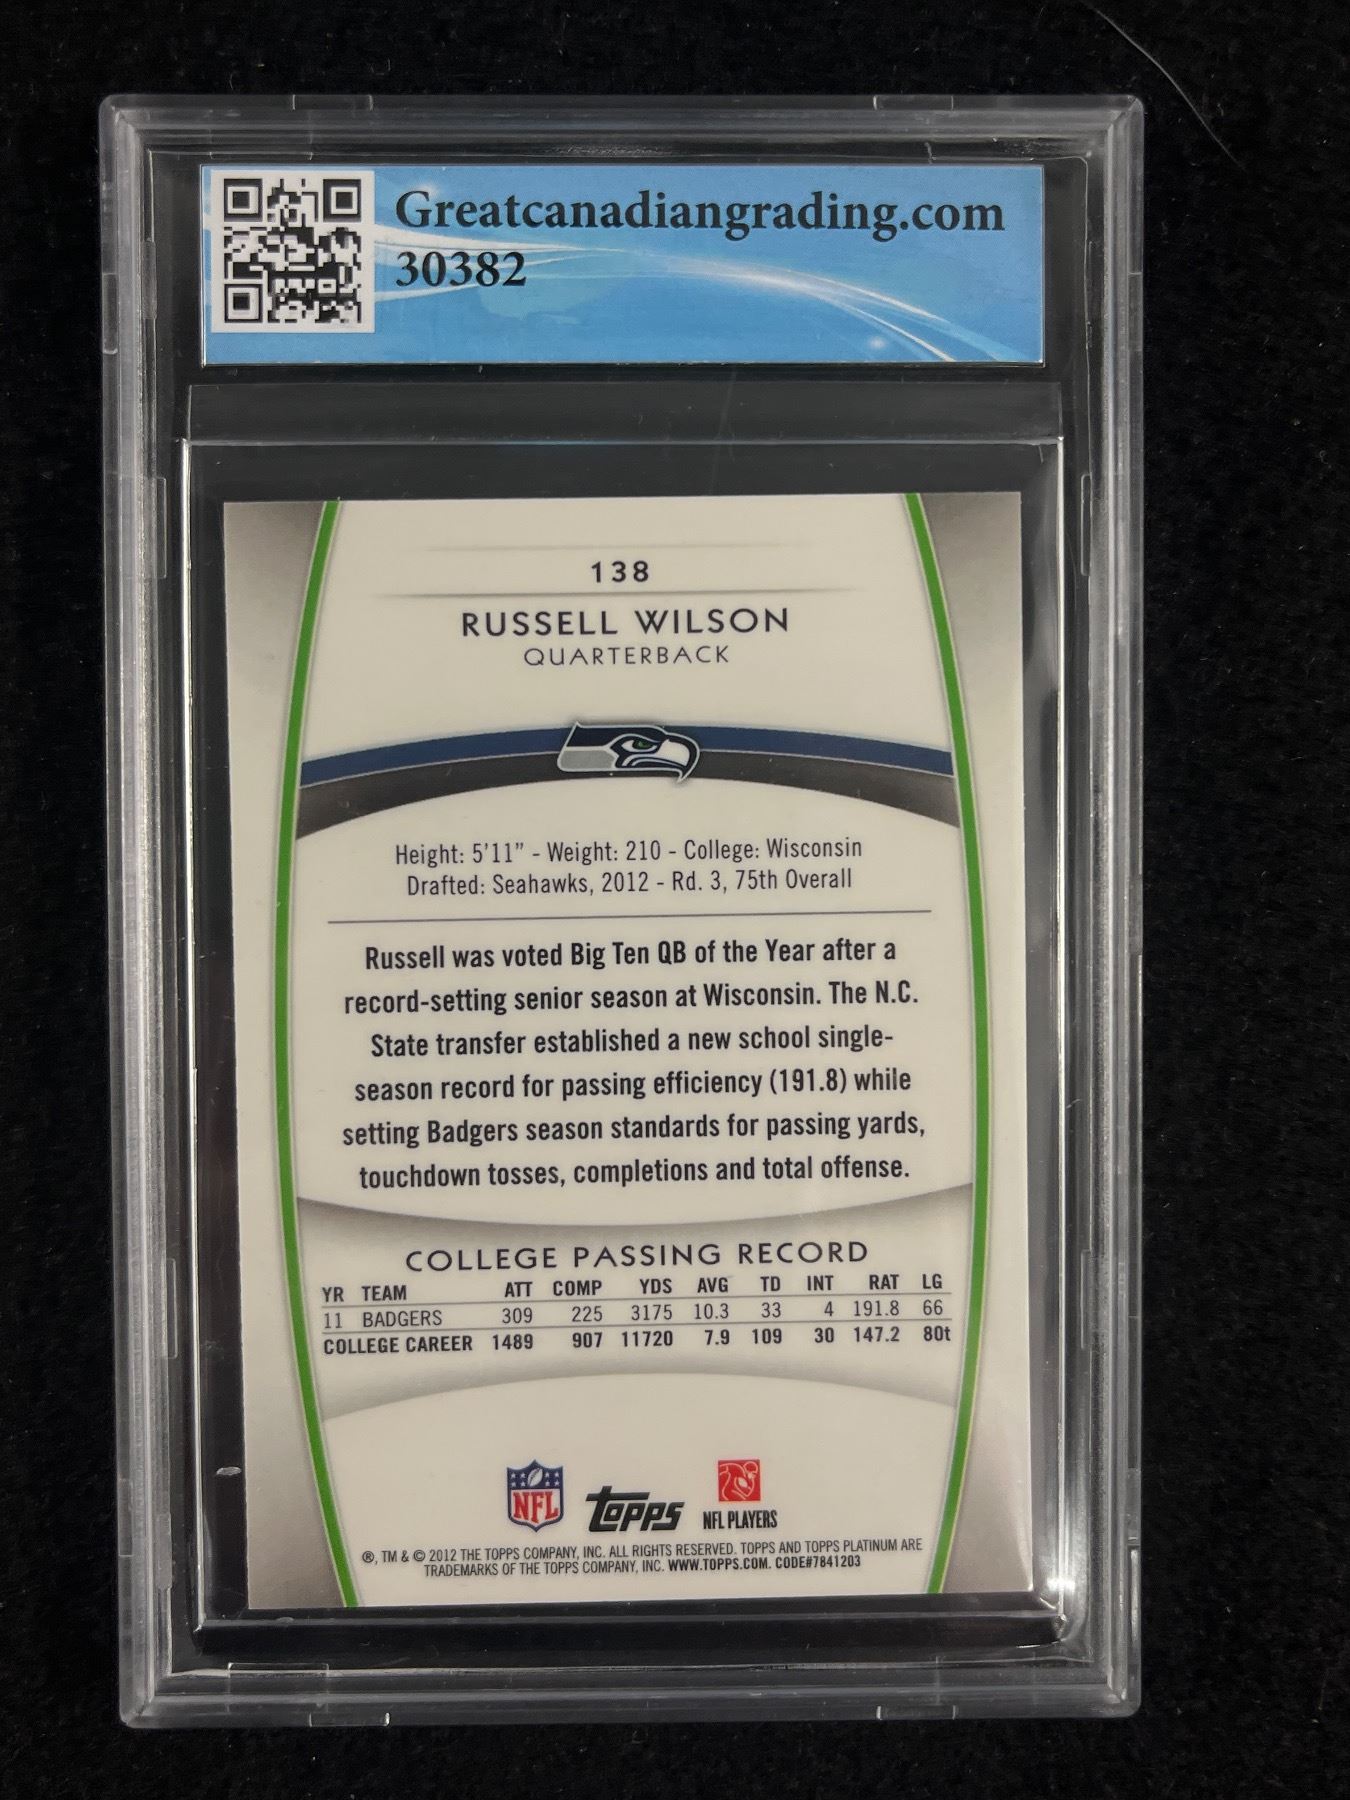 Greatcanadiangrading.com
30382
138
RUSSELL WILSON
QUARTERBACK
Height: 5'11" - Weight: 210 - College: Wisconsin
Drafted: Seahawks, 2012 - Rd. 3, 75th Overall
Russell was voted Big Ten QB of the Year after a
record-setting senior season at Wisconsin. The N.C.
State transfer established a new school single-
season record for passing efficiency (191.8) while
setting Badgers season standards for passing yards,
touchdown tosses, completions and total offense.
COLLEGE PASSING RECORD
YR TEAM ATT COMP YDS AVG TD INT RAT LG
11 BADGERS 309 225 3175 10.3 33 4 191.8 66
COLLEGE CAREER 1489 907 11720 7.9 109 30 147.2 80t
NFL
TOPPS
NFL PLAYERS
®, TM & © 2012 THE TOPPS COMPANY, INC. ALL RIGHTS RESERVED. TOPPS AND TOPPS PLATINUM ARE
TRADEMARKS OF THE TOPPS COMPANY, INC. WWW.TOPPS.COM. CODE#7841203